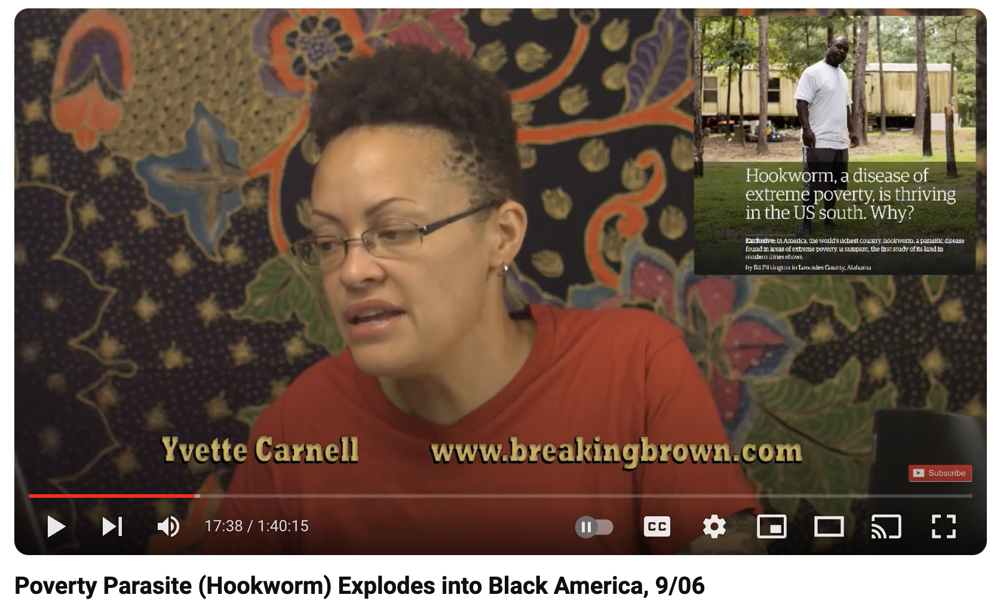 Hookworm, a disease of
extreme poverty, is thriving
in the US south. Why?
Exclusive: in America, the world's richest country, hookworm, a parasitic disease
found in areas of extreme poverty, is rampant, the first study of its kind in
modern times shows
by Ed Pilkington in Lowndes County, Alabama
Yvette Carnell www.breakingbrown.com
Subscribe
17:38 / 1:40:15
CC
Poverty Parasite (Hookworm) Explodes into Black America, 9/06